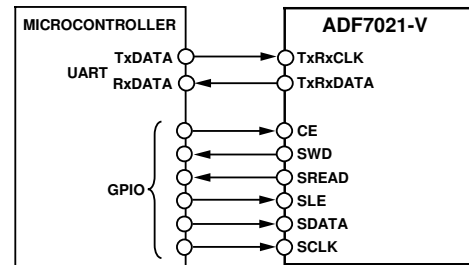 MICROCONTROLLER
ADF7021-V
UART
TxDATA
TxRxCLK
RxDATA
TxRxDATA
GPIO
CE
SWD
SREAD
SLE
SDATA
SCLK